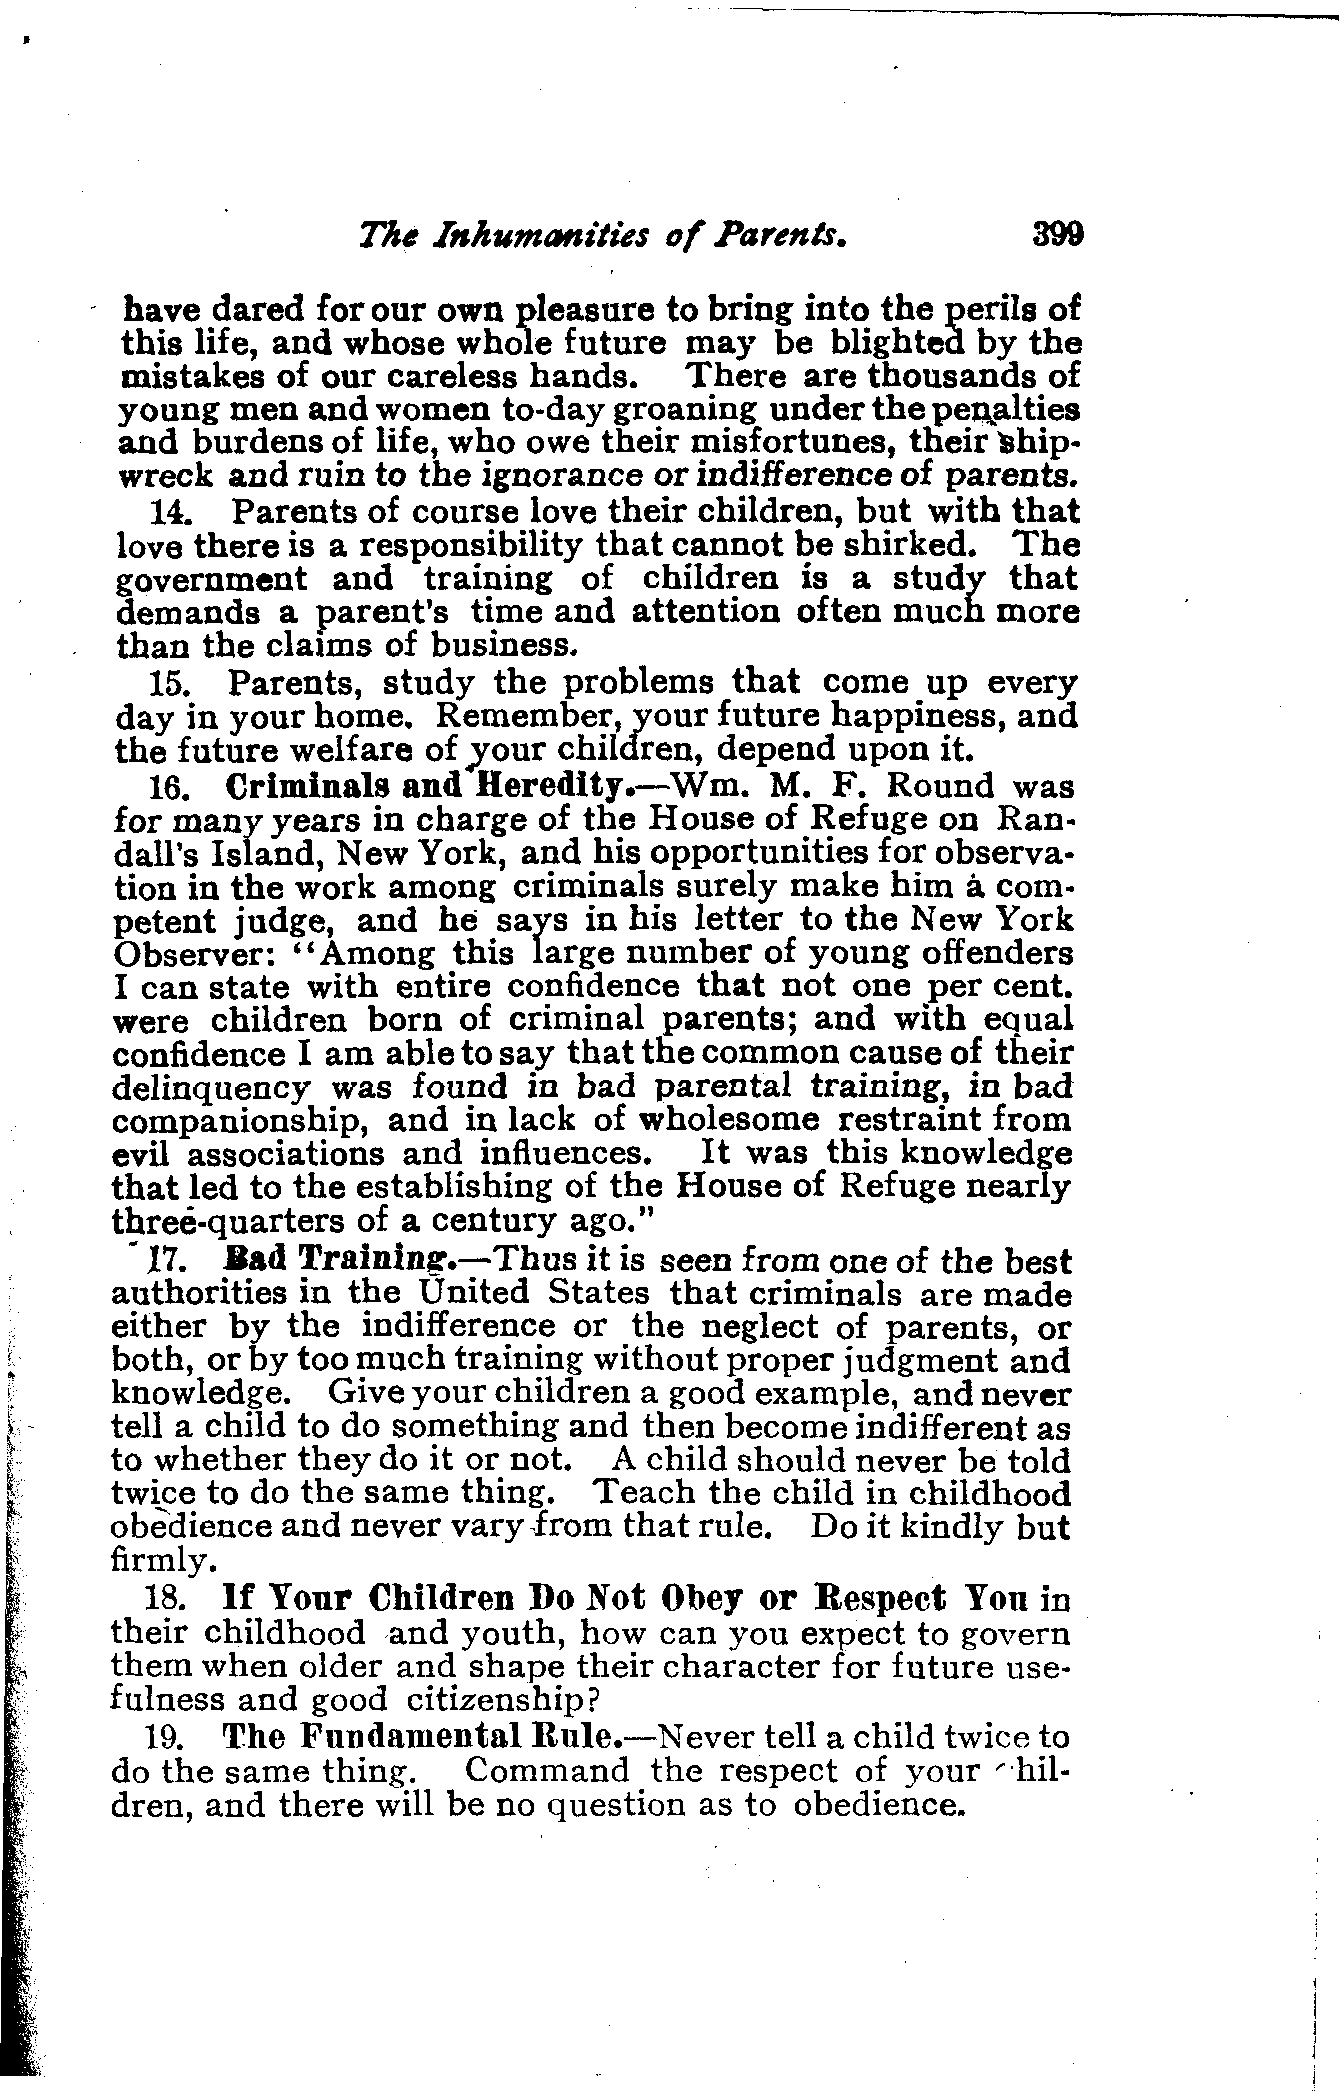 The Inhumanities of Parents. 399
have dared for our own pleasure to bring into the perils of
this life, and whose whole future may be blighted by the
mistakes of our careless hands. There are thousands of
young men and women to-day groaning under the penalties
and burdens of life, who owe their misfortunes, their ship-
wreck and ruin to the ignorance or indifference of parents.
14. Parents of course love their children, but with that
love there is a responsibility that cannot be shirked. The
government and training of children is a study that
demands a parent's time and attention often much more
than the claims of business.
15. Parents, study the problems that come up every
day in your home. Remember, your future happiness, and
the future welfare of your children, depend upon it.
16. Criminals and Heredity.—Wm. M. F. Round was
for many years in charge of the House of Refuge on Ran-
dall's Island, New York, and his opportunities for observa-
tion in the work among criminals surely make him a com-
petent judge, and he says in his letter to the New York
Observer: "Among this large number of young offenders
I can state with entire confidence that not one per cent.
were children born of criminal parents; and with equal
confidence I am able to say that the common cause of their
delinquency was found in bad parental training, in bad
companionship, and in lack of wholesome restraint from
evil associations and influences. It was this knowledge
that led to the establishing of the House of Refuge nearly
three-quarters of a century ago."
17. Bad Training.—Thus it is seen from one of the best
authorities in the United States that criminals are made
either by the indifference or the neglect of parents, or
both, or by too much training without proper judgment and
knowledge. Give your children a good example, and never
tell a child to do something and then become indifferent as
to whether they do it or not. A child should never be told
twice to do the same thing. Teach the child in childhood
obedience and never vary from that rule. Do it kindly but
firmly.
18. If Your Children Do Not Obey or Respect You in
their childhood and youth, how can you expect to govern
them when older and shape their character for future use-
fulness and good citizenship?
19. The Fundamental Rule.—Never tell a child twice to
do the same thing. Command the respect of your chil-
dren, and there will be no question as to obedience.